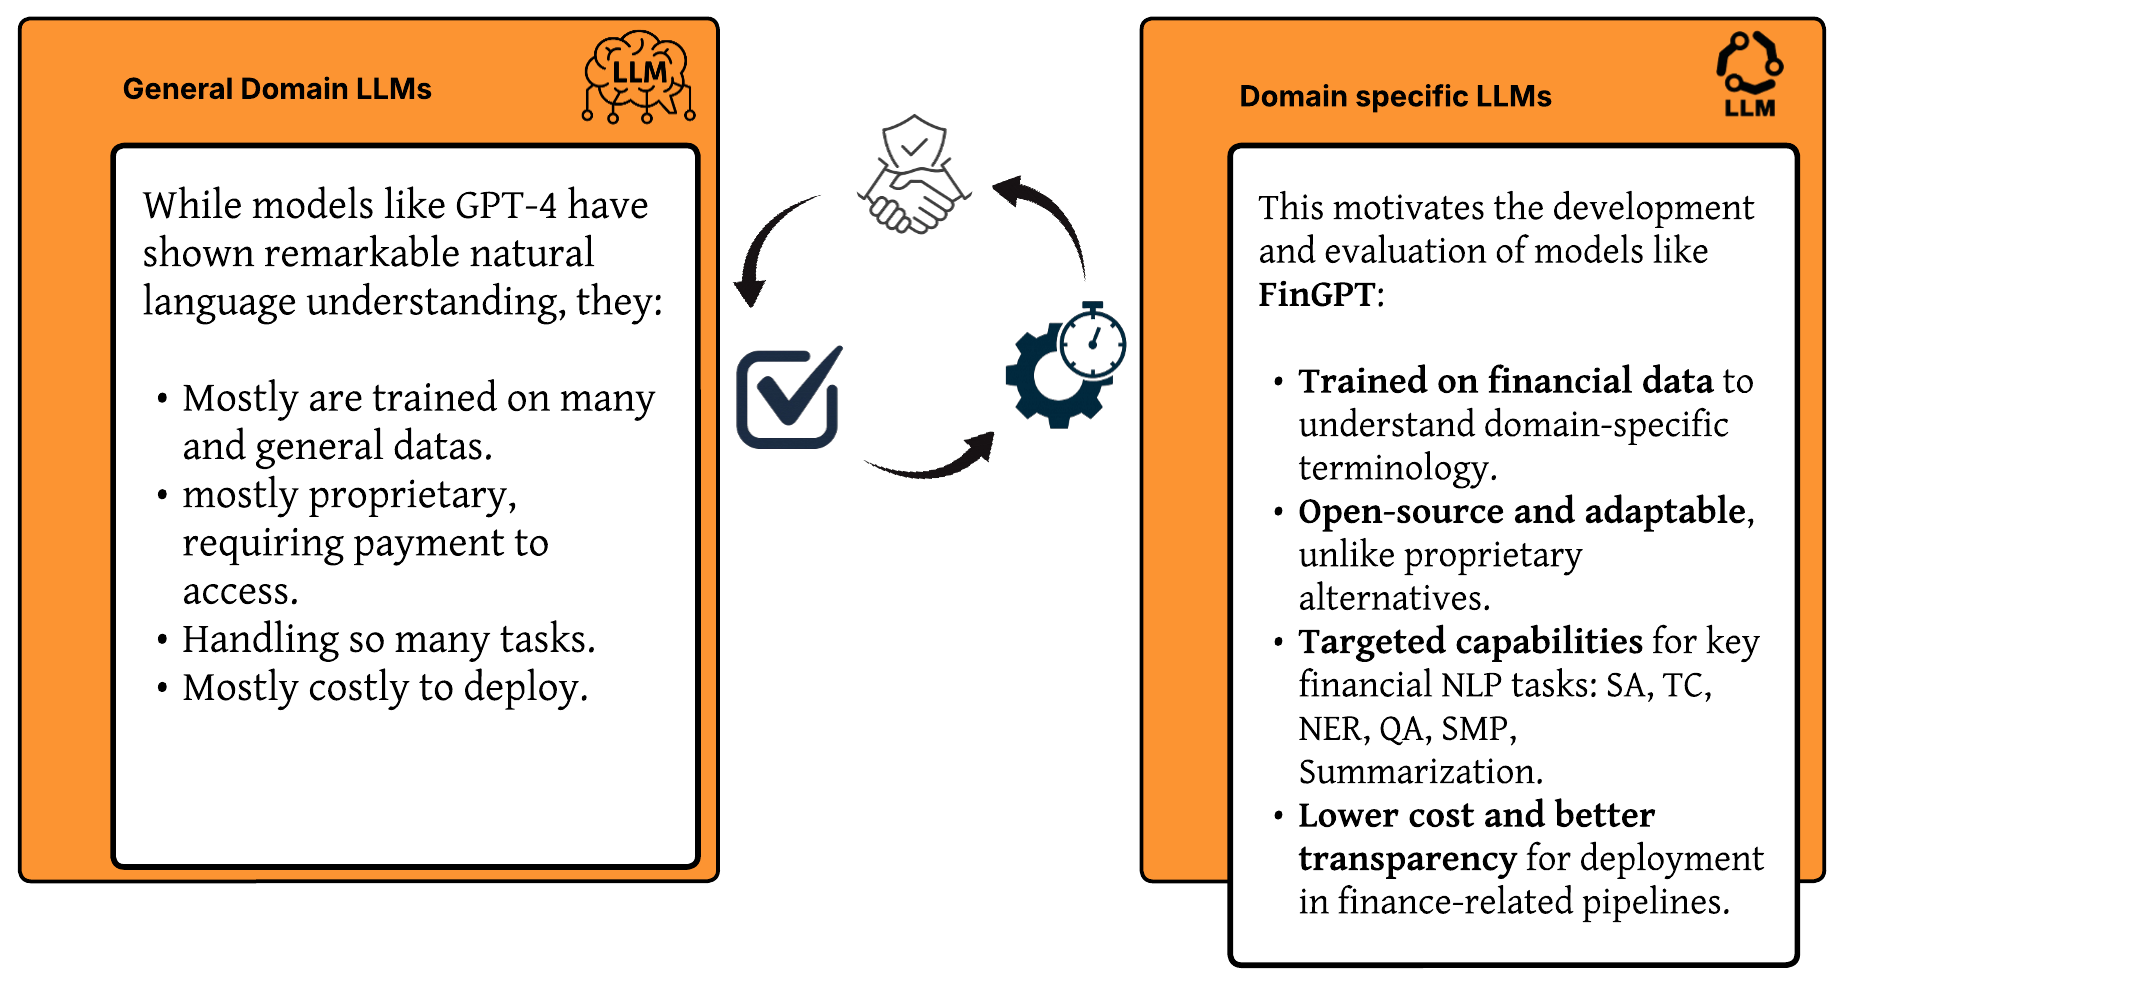 General Domain LLMs
LLM
While models like GPT-4 have
shown remarkable natural
language understanding, they:
• Mostly are trained on many
and general datas.
• mostly proprietary,
requiring payment to
access.
• Handling so many tasks.
• Mostly costly to deploy.
Domain specific LLMs
LLM
This motivates the development
and evaluation of models like
FinGPT:
• Trained on financial data to
understand domain-specific
terminology.
• Open-source and adaptable,
unlike proprietary
alternatives.
• Targeted capabilities for key
financial NLP tasks: SA, TC,
NER, QA, SMP,
Summarization.
• Lower cost and better
transparency for deployment
in finance-related pipelines.